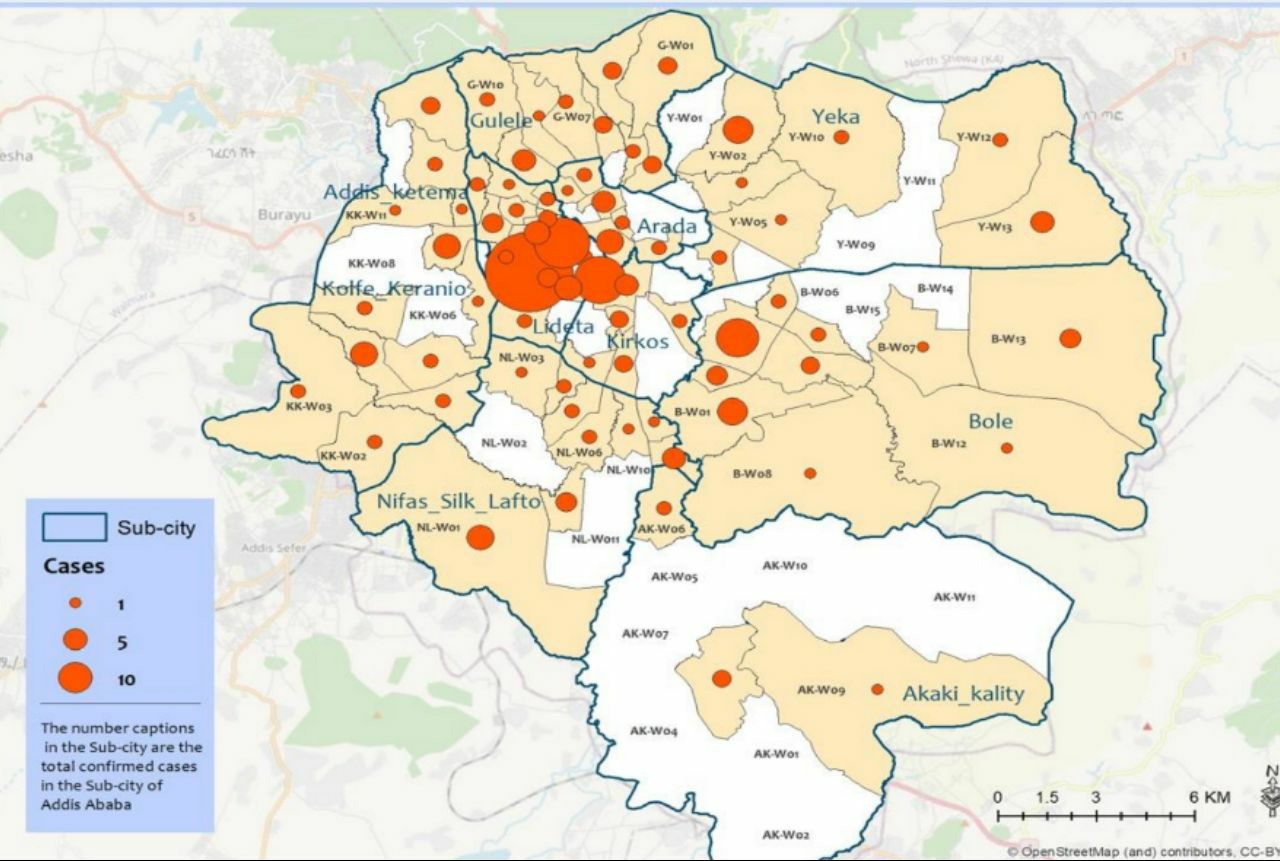 G-W01
North Shewa (K4)
1
G-W10
Gulele
G-W07
Y-W01
Yeka
Y-W10
Y-W12
Y-W02
esha
Addis_ketema
KK-W11
Burayu
5
Y-W11
Arada
Y-W05
Y-W13
Y-W09
KK-W08
Kolfe_Keranio
KK-W06
B-W06
B-W14
B-W15
Lideta
Kirkos
B-W07
B-W13
NL-W03
KK-W03
B-W01
Bole
B-W12
KK-W02
NL-W02
NL-W06
NL-W10
B-W08
Nifas_Silk_Lafto
NL-W01
AK-W06
NL-W011
Addis Sefer
AK-W05
AK-W10
AK-W11
AK-W07
AK-W09
Akaki_kality
AK-W04
AK-W01
AK-W02
Sub-city
Cases
1
5
10
The number captions
in the Sub-city are the
total confirmed cases
in the Sub-city of
Addis Ababa
N
0 1.5 3 6 KM
© OpenStreetMap (and) contributors, CC-BY